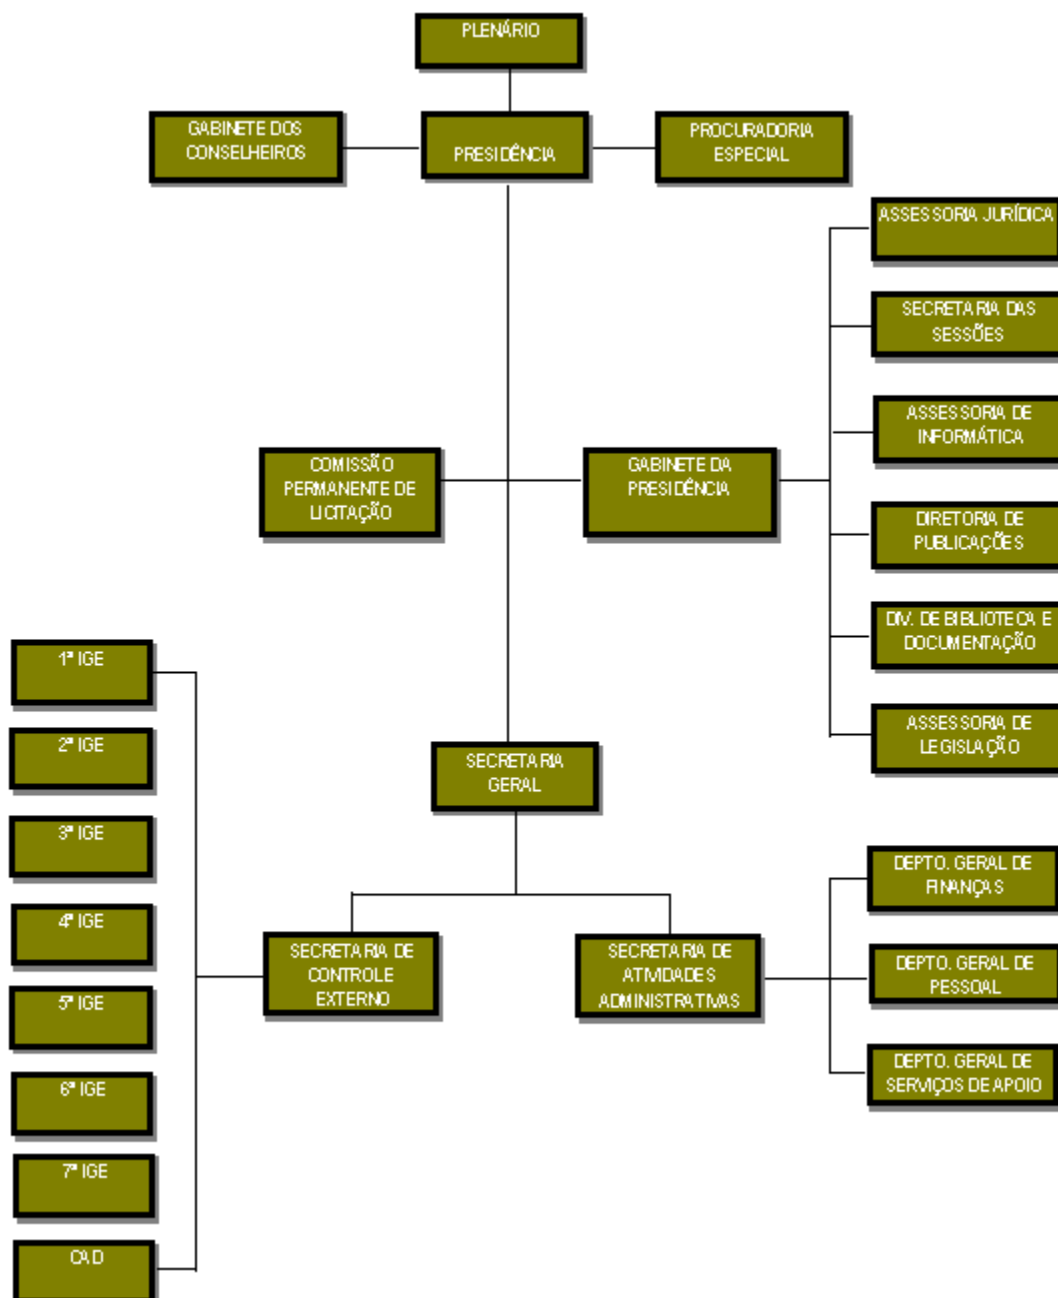 PLENÁRIO
GABINETE DOS
CONSELHEIROS
PRESIDÊNCIA
PROCURADORIA
ESPECIAL
ASSESSORIA JURÍDICA
SECRETARIA DAS
SESSÕES
ASSESSORIA DE
INFORMÁTICA
COMISSÃO
PERMANENTE DE
LICITAÇÃO
GABINETE DA
PRESIDÊNCIA
DIRETORIA DE
PUBLICAÇÕES
DIV. DE BIBLIOTECA E
DOCUMENTAÇÃO
ASSESSORIA DE
LEGISLAÇÃO
1ª IGE
2ª IGE
3ª IGE
4ª IGE
5ª IGE
6ª IGE
7ª IGE
CAD
SECRETARIA
GERAL
SECRETARIA DE
CONTROLE
EXTERNO
SECRETARIA DE
ATIVIDADES
ADMINISTRATIVAS
DEPTO. GERAL DE
FINANÇAS
DEPTO. GERAL DE
PESSOAL
DEPTO. GERAL DE
SERVIÇOS DE APOIO